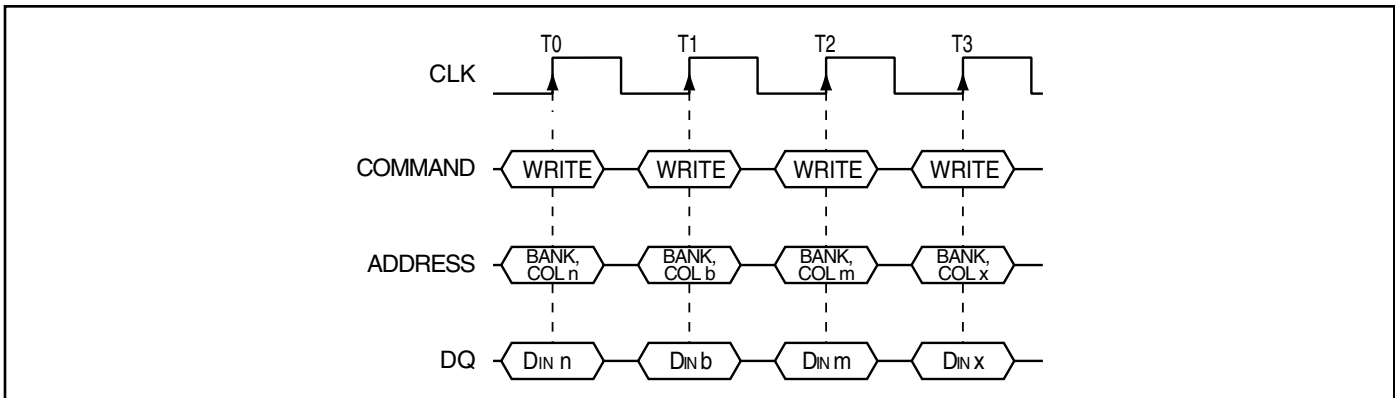 T0 T1 T2 T3
CLK
COMMAND WRITE WRITE WRITE WRITE
ADDRESS BANK, BANK, BANK, BANK,
COL n COL b COL m COL x
DQ DIN n DIN b DIN m DIN x